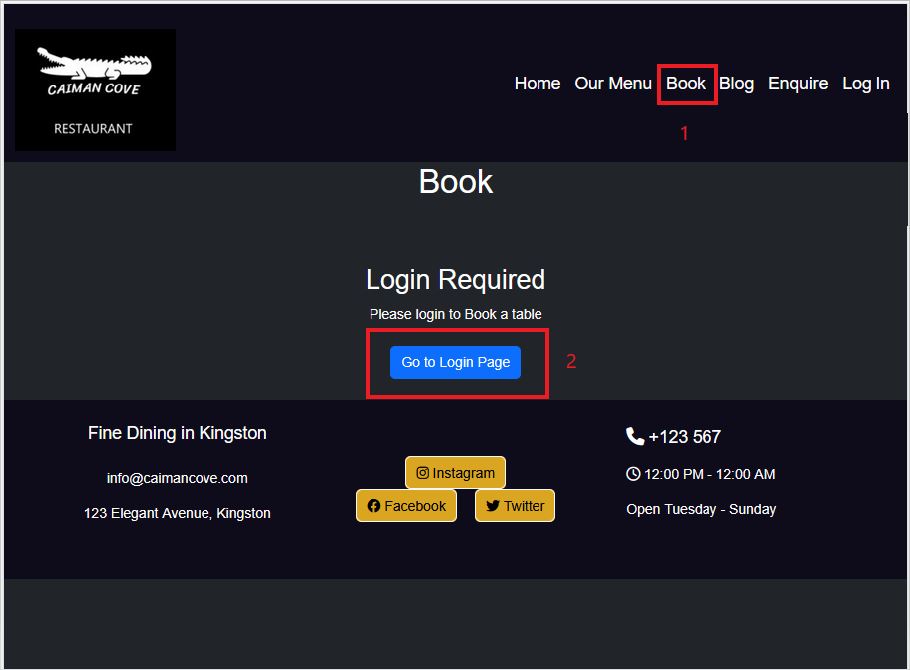 CAIMAN COVE
RESTAURANT
Home Our Menu Book Blog Enquire Log In
1
Book
Login Required
Please login to Book a table
Go to Login Page
2
Fine Dining in Kingston
info@caimancove.com
123 Elegant Avenue, Kingston
Instagram
Facebook Twitter
+123 567
12:00 PM - 12:00 AM
Open Tuesday - Sunday